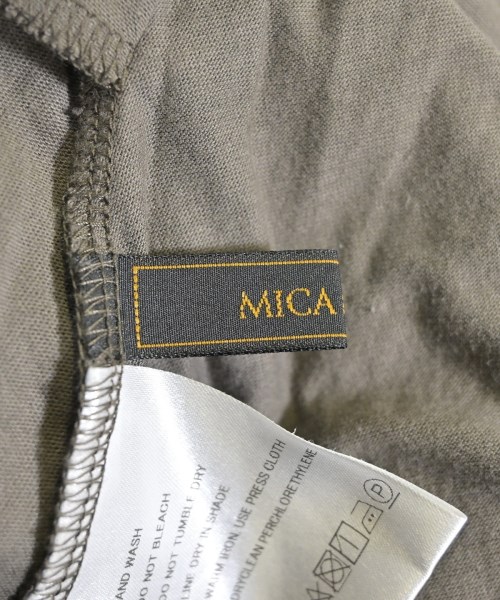 MICA
AND WASH
DO NOT BLEACH
DO NOT TUMBLE DRY
LINE DRY IN SHADE
WARM IRON, USE PRESS CLOTH
DRYCLEAN PERCHLORETHYLENE
P